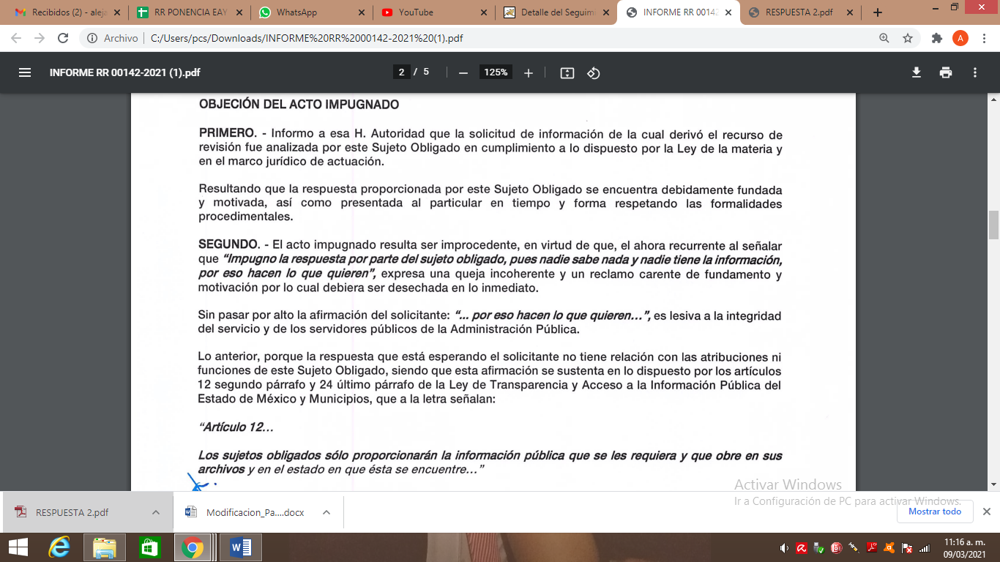 Recibidos (2) - aleja
RR PONENCIA EAY
WhatsApp
YouTube
Detalle del Seguimi
INFORME RR 00142
RESPUESTA 2.pdf
Archivo
C:/Users/pcs/Downloads/INFORME%20RR%2000142-2021%20(1).pdf
A
INFORME RR 00142-2021 (1).pdf
2 / 5
125%
OBJECIÓN DEL ACTO IMPUGNADO
PRIMERO. - Informo a esa H. Autoridad que la solicitud de información de la cual derivó el recurso de
revisión fue analizada por este Sujeto Obligado en cumplimiento a lo dispuesto por la Ley de la materia y
en el marco jurídico de actuación.
Resultando que la respuesta proporcionada por este Sujeto Obligado se encuentra debidamente fundada
y motivada, así como presentada al particular en tiempo y forma respetando las formalidades
procedimentales.
SEGUNDO. - El acto impugnado resulta ser improcedente, en virtud de que, el ahora recurrente al señalar
que “Impugno la respuesta por parte del sujeto obligado, pues nadie sabe nada y nadie tiene la información,
por eso hacen lo que quieren”, expresa una queja incoherente y un reclamo carente de fundamento y
motivación por lo cual debiera ser desechada en lo inmediato.
Sin pasar por alto la afirmación del solicitante: “... por eso hacen lo que quieren…”, es lesiva a la integridad
del servicio y de los servidores públicos de la Administración Pública.
Lo anterior, porque la respuesta que está esperando el solicitante no tiene relación con las atribuciones ni
funciones de este Sujeto Obligado, siendo que esta afirmación se sustenta en lo dispuesto por los artículos
12 segundo párrafo y 24 último párrafo de la Ley de Transparencia y Acceso a la Información Pública del
Estado de México y Municipios, que a la letra señalan:
“Artículo 12…
Los sujetos obligados sólo proporcionarán la información pública que se les requiera y que obre en sus
archivos y en el estado en que ésta se encuentre…”
Activar Windows
Ir a Configuración de PC para activar Windows.
RESPUESTA 2.pdf
Modificacion_Pa....docx
Mostrar todo
11:16 a. m.
09/03/2021